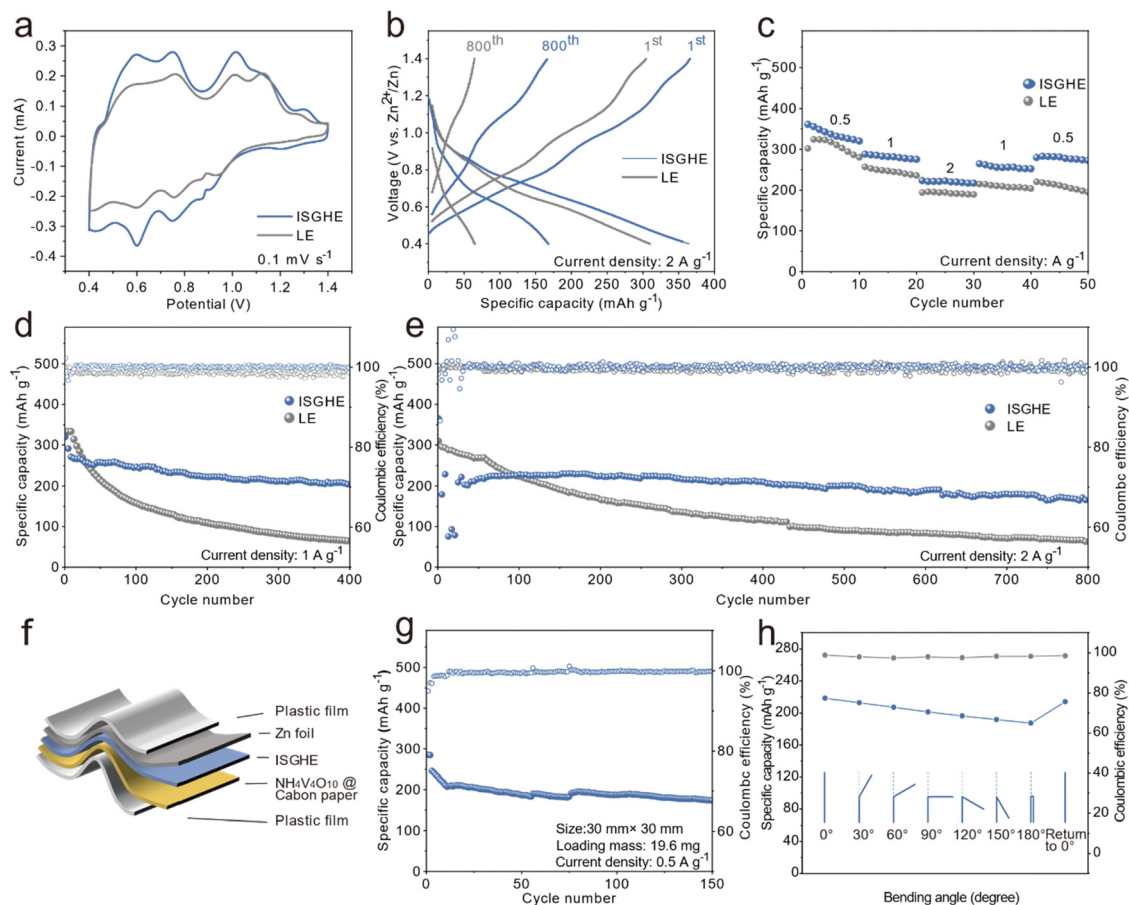 a
Current (mA)
0.3
0.2
0.1
0.0
-0.1
-0.2
-0.3
-0.4
ISGHE
LE
0.1 mV s⁻¹
0.4 0.6 0.8 1.0 1.2 1.4
Potential (V)
b
Voltage (V vs. Zn²⁺/Zn)
1.4
1.2
1.0
0.8
0.6
0.4
800ᵗʰ 800ᵗʰ 1ˢᵗ 1ˢᵗ
ISGHE
LE
Current density: 2 A g⁻¹
0 50 100 150 200 250 300 350 400
Specific capacity (mAh g⁻¹)
c
Specific capacity (mAh g⁻¹)
500
400
300
200
100
0
ISGHE
LE
0.5 1 2 1 0.5
Current density: A g⁻¹
0 10 20 30 40 50
Cycle number
d
Specific capacity (mAh g⁻¹)
500
400
300
200
100
0
ISGHE
LE
Current density: 1 A g⁻¹
100
80
60
Coulombic efficiency (%)
0 100 200 300 400
Cycle number
e
Specific capacity (mAh g⁻¹)
500
400
300
200
100
0
ISGHE
LE
Current density: 2 A g⁻¹
100
80
60
Coulombic efficiency (%)
0 100 200 300 400 500 600 700 800
Cycle number
f
Plastic film
Zn foil
ISGHE
NH₄V₄O₁₀ @
Cabon paper
Plastic film
g
Specific capacity (mAh g⁻¹)
500
400
300
200
100
0
Size:30 mm× 30 mm
Loading mass: 19.6 mg
Current density: 0.5 A g⁻¹
100
80
60
Coulombic efficiency (%)
0 50 75 100 150
Cycle number
h
Specific capacity (mAh g⁻¹)
280
240
200
160
120
80
40
0
0° 30° 60° 90° 120° 150° 180° Return
to 0°
100
80
60
40
20
0
Coulombic efficiency (%)
Bending angle (degree)